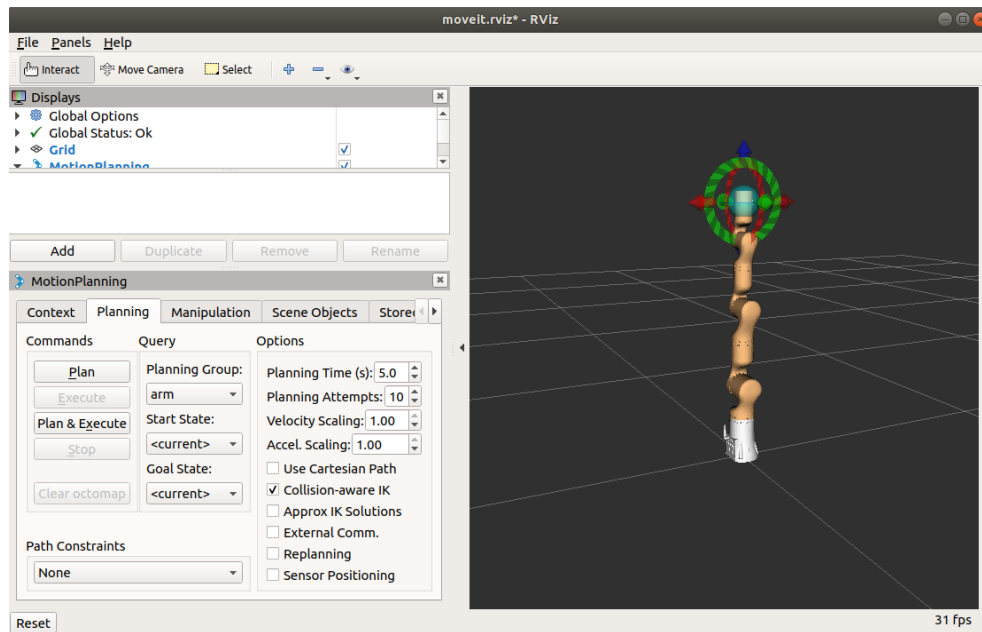 moveit.rviz* - RViz
File Panels Help
Interact Move Camera Select
Displays
Global Options
Global Status: Ok
Grid
MotionPlanning
Add Duplicate Remove Rename
MotionPlanning
Context Planning Manipulation Scene Objects Store
Commands Query Options
Plan Planning Group: Planning Time (s): 5.0
Execute arm Planning Attempts: 10
Plan & Execute Start State: Velocity Scaling: 1.00
Stop <current> Accel. Scaling: 1.00
Goal State: Use Cartesian Path
Clear octomap <current> Collision-aware IK
Approx IK Solutions
External Comm.
Path Constraints Replanning
None Sensor Positioning
Reset 31 fps